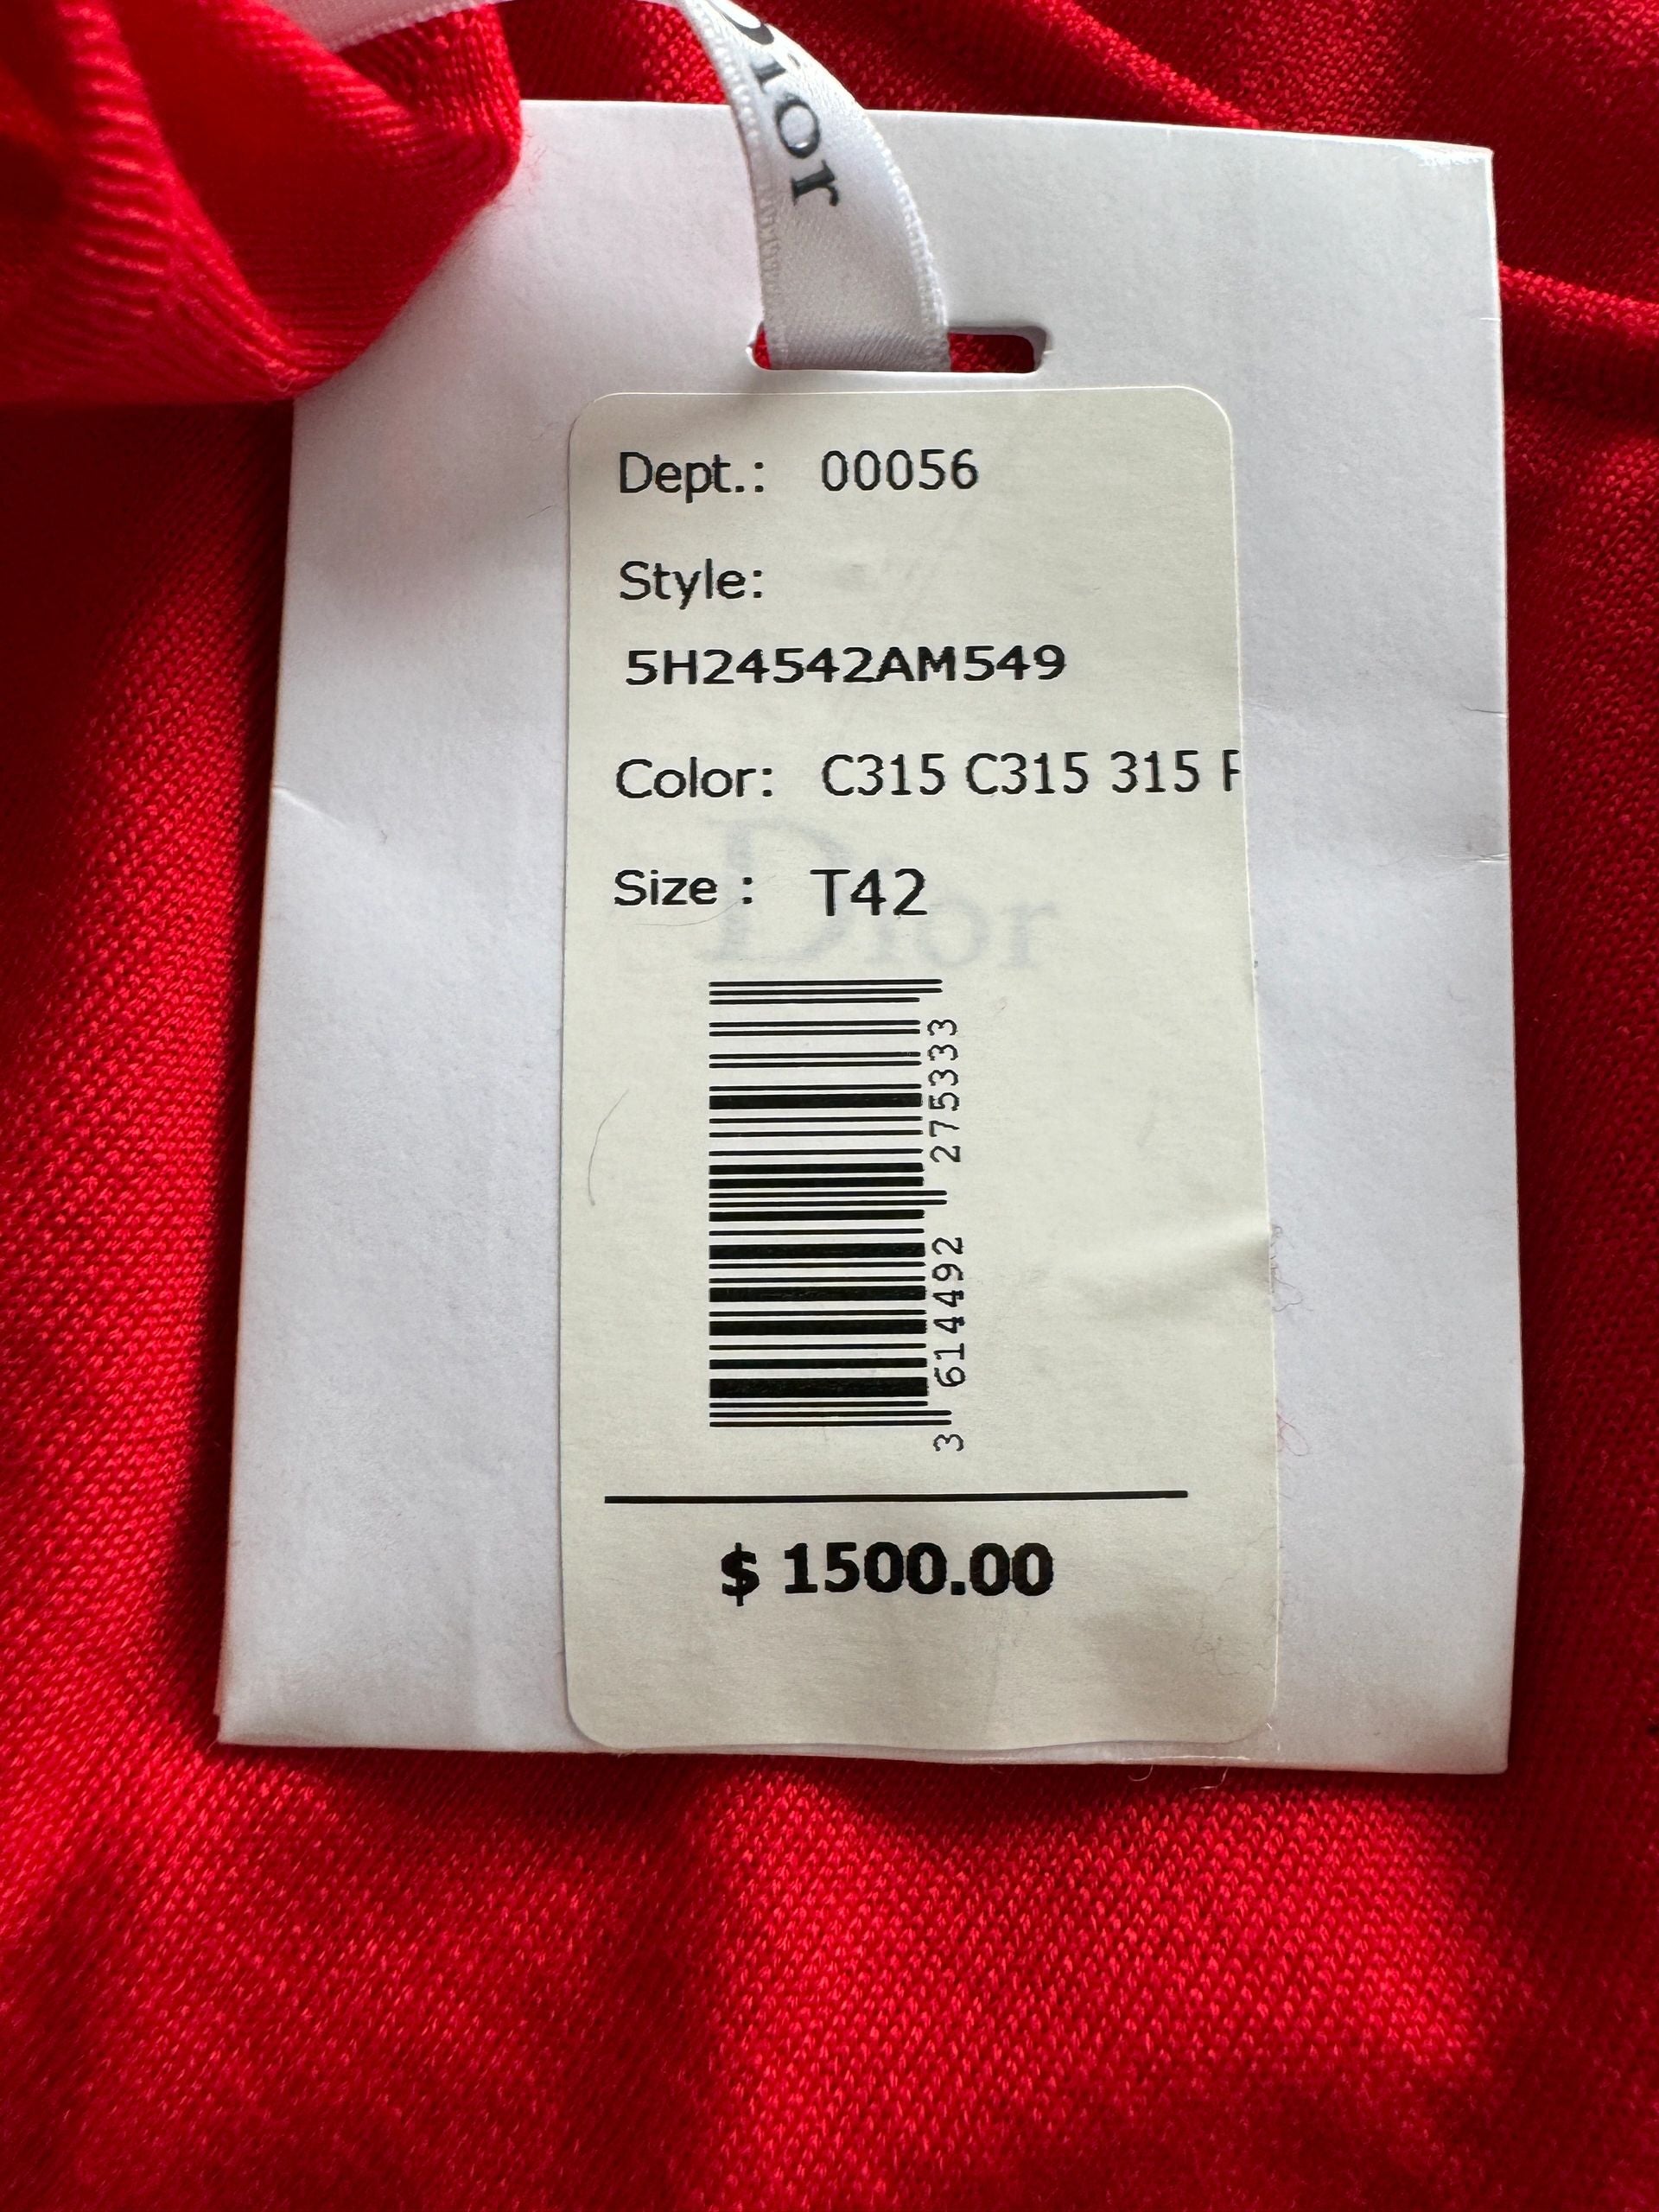 Dior
Dept.: 00056
Style:
5H24542AM549
Color: C315 C315 315
Size : T42
Dior
3 614492 275333
$ 1500.00